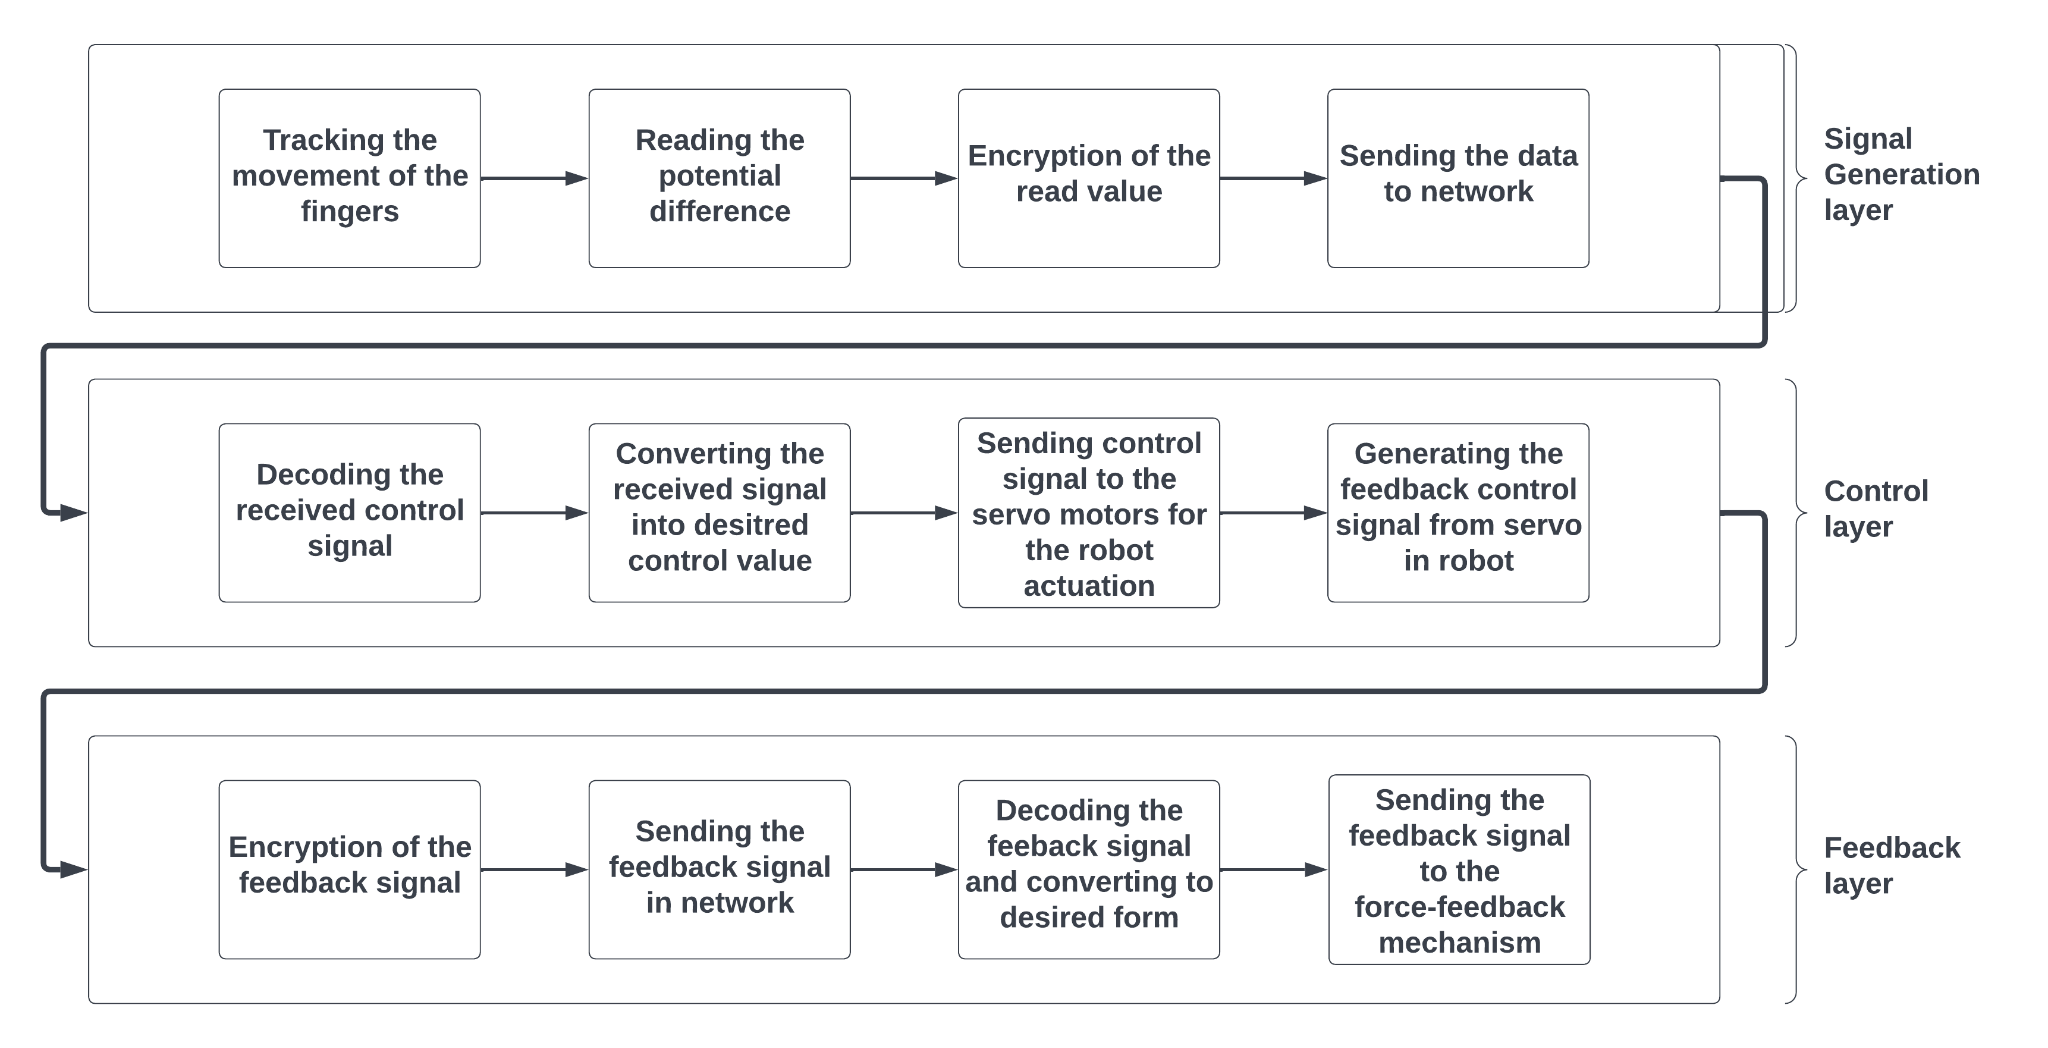 Tracking the
movement of the
fingers
Reading the
potential
difference
Encryption of the
read value
Sending the data
to network
Signal
Generation
layer
Decoding the
received control
signal
Converting the
received signal
into desitred
control value
Sending control
signal to the
servo motors for
the robot
actuation
Generating the
feedback control
signal from servo
in robot
Control
layer
Encryption of the
feedback signal
Sending the
feedback signal
in network
Decoding the
feeback signal
and converting to
desired form
Sending the
feedback signal
to the
force-feedback
mechanism
Feedback
layer